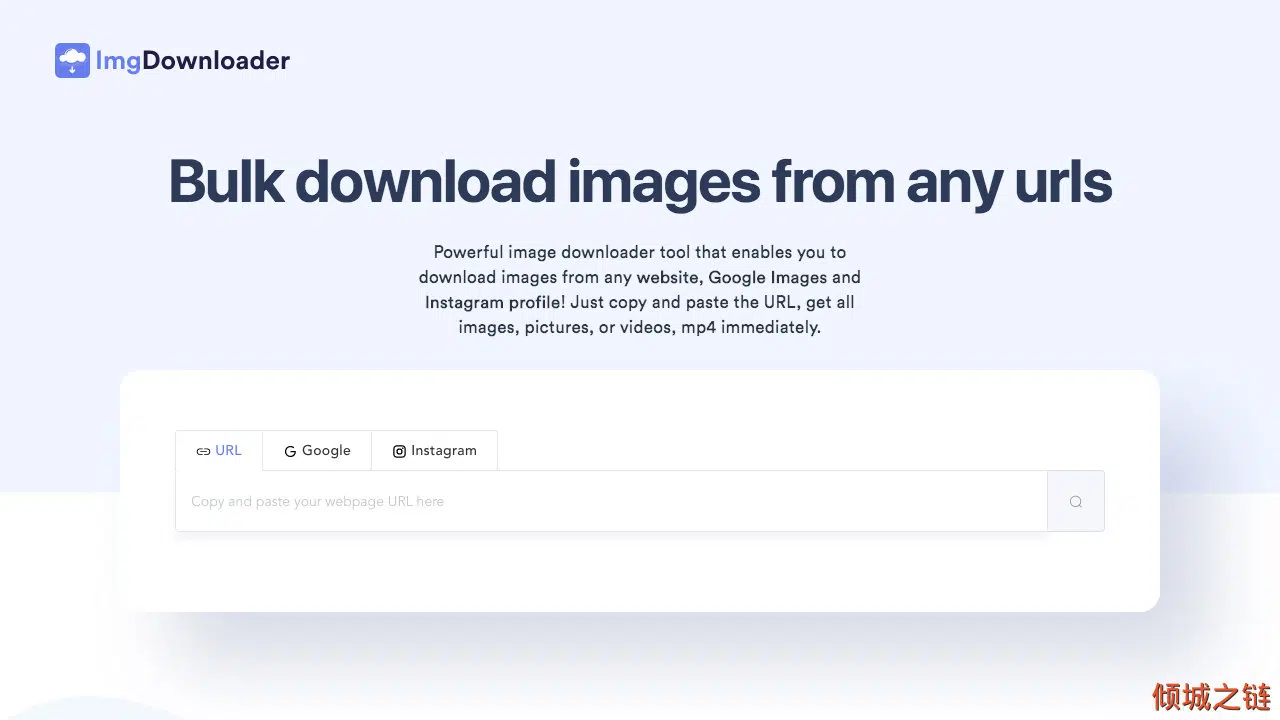 ImgDownloader
Bulk download images from any urls
Powerful image downloader tool that enables you to
download images from any website, Google Images and
Instagram profile! Just copy and paste the URL, get all
images, pictures, or videos, mp4 immediately.
URL
Google
Instagram
Copy and paste your webpage URL here
倾城之链